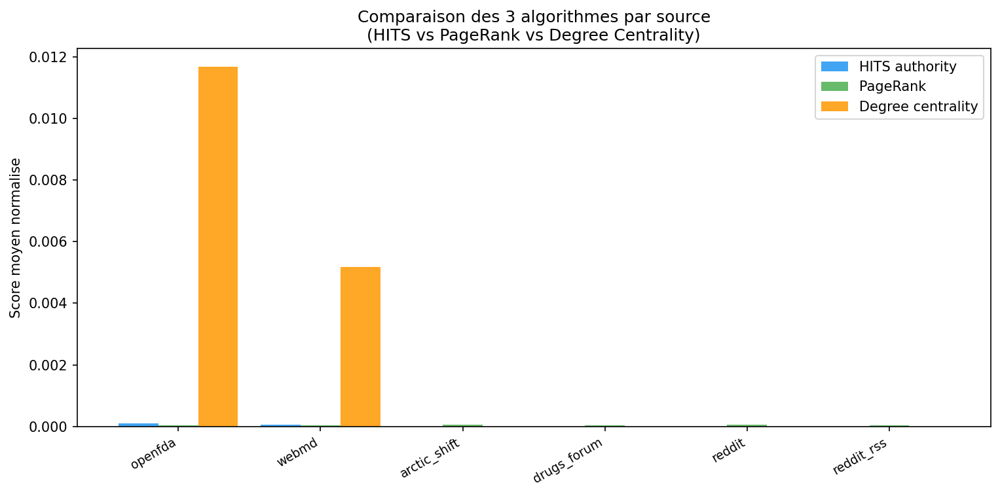 Comparaison des 3 algorithmes par source
(HITS vs PageRank vs Degree Centrality)
HITS authority
PageRank
Degree centrality
Score moyen normalise
0.012
0.010
0.008
0.006
0.004
0.002
0.000
openfda
webmd
arctic_shift
drugs_forum
reddit
reddit_rss